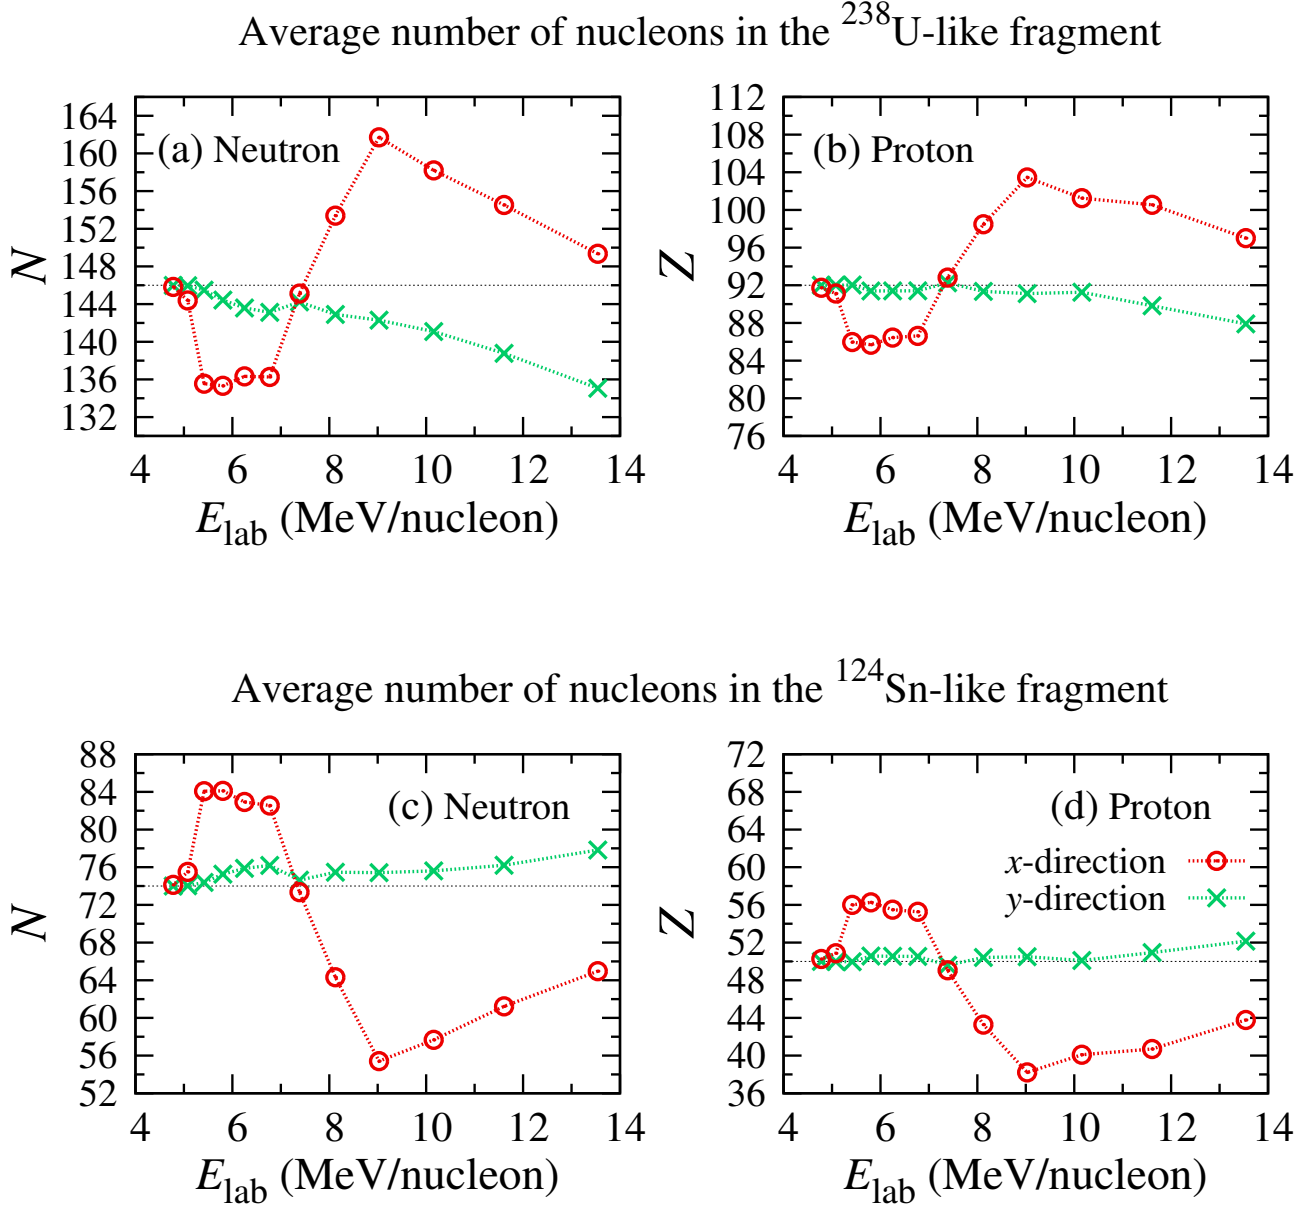 Average number of nucleons in the ²³⁸U-like fragment
(a) Neutron
N
164
160
156
152
148
144
140
136
132
4 6 8 10 12 14
E_lab (MeV/nucleon)
(b) Proton
Z
112
108
104
100
96
92
88
84
80
76
4 6 8 10 12 14
E_lab (MeV/nucleon)
Average number of nucleons in the ¹²⁴Sn-like fragment
(c) Neutron
N
88
84
80
76
72
68
64
60
56
52
4 6 8 10 12 14
E_lab (MeV/nucleon)
(d) Proton
x-direction
y-direction
Z
72
68
64
60
56
52
48
44
40
36
4 6 8 10 12 14
E_lab (MeV/nucleon)